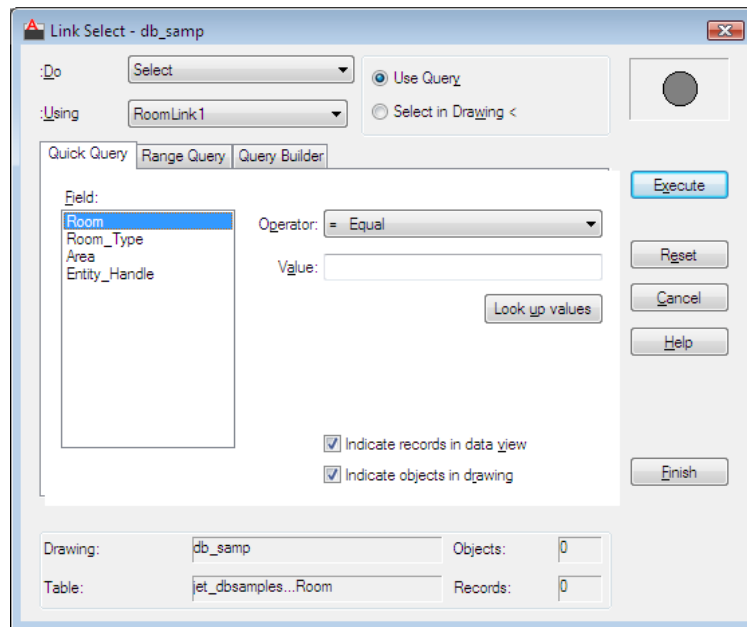 Link Select - db_samp
:Do Select
Use Query
:Using RoomLink1
Select in Drawing <
Quick Query Range Query Query Builder
Execute
Field:
Room
Room_Type
Area
Entity_Handle
Operator: = Equal
Value:
Look up values
Reset
Cancel
Help
Indicate records in data view
Indicate objects in drawing
Finish
Drawing: db_samp Objects: 0
Table: jet_dbsamples...Room Records: 0